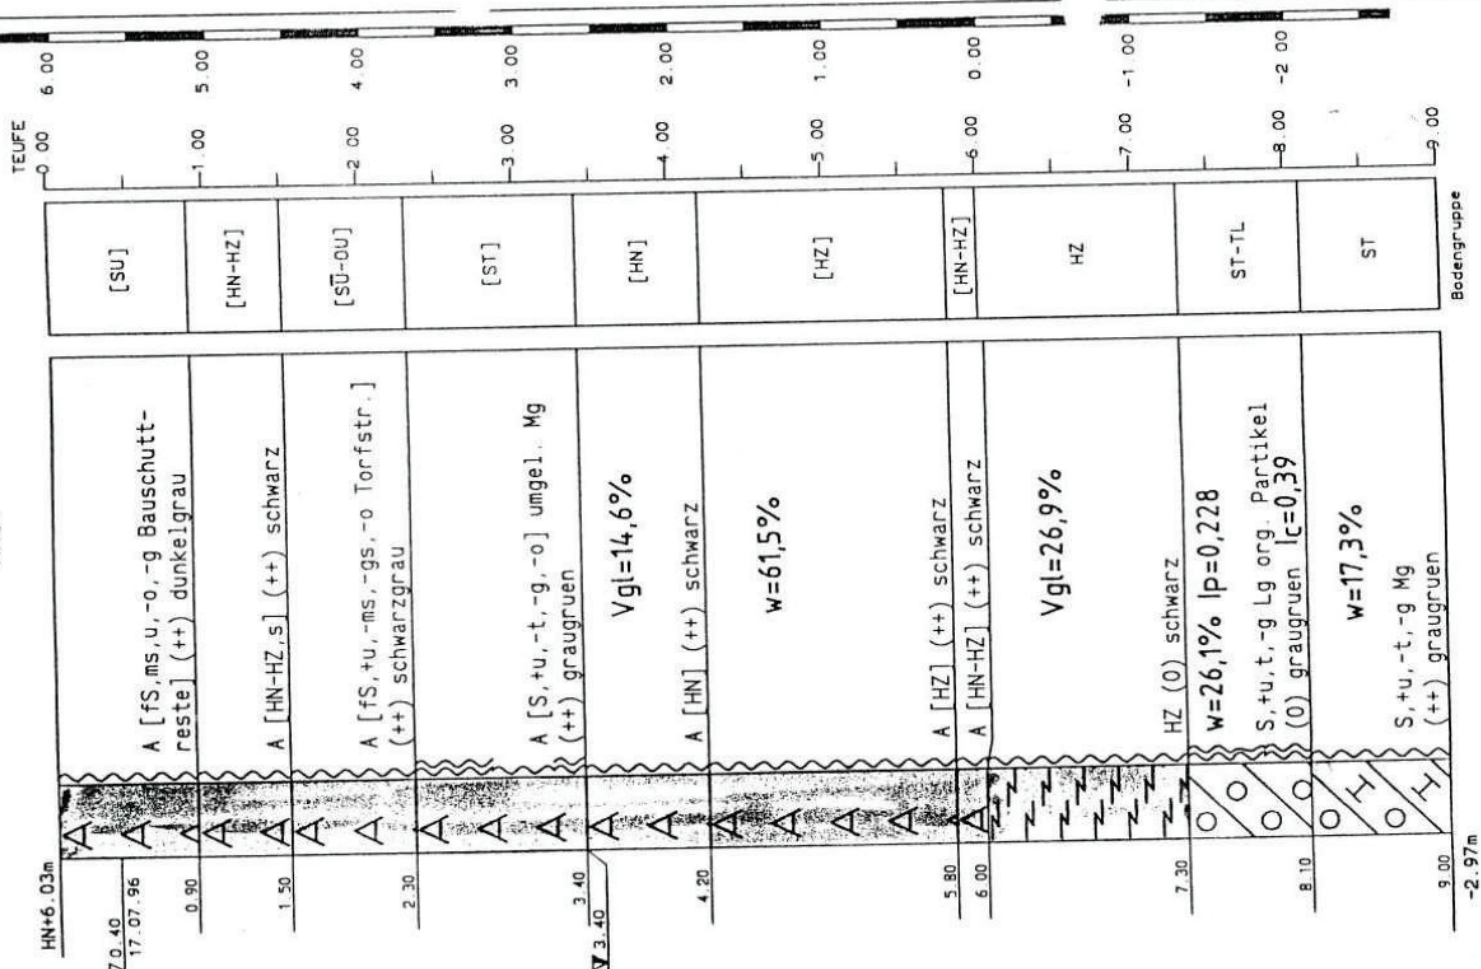 TEUFE
6.00
5.00
4.00
3.00
2.00
1.00
0.00
-1.00
-2.00
0.00
1.00
2.00
3.00
4.00
5.00
6.00
7.00
8.00
9.00
[SU]
[HN-HZ]
[SŪ-OU]
[ST]
[HN]
[HZ]
[HN-HZ]
HZ
ST-TL
ST
Bodengruppe
A [fS,ms,u,-o,-g Bauschutt-
reste] (++) dunkelgrau
A [HN-HZ,s] (++) schwarz
A [fS,+u,-ms,-gs,-o Torfstr.]
(++) schwarzgrau
A [S,+u,-t,-g,-o] umgel. Mg
(++) graugruen
Vgl=14,6%
A [HN] (++) schwarz
w=61,5%
A [HZ] (++) schwarz
A [HN-HZ] (++) schwarz
Vgl=26,9%
HZ (O) schwarz
w=26,1% Ip=0,228
S,+u,t,-g Lg org. Partikel
(O) graugruen Ic=0,39
w=17,3%
S,+u,-t,-g Mg
(++) graugruen
A A A A A A A A A A A A A A A A
HN+6.03m
0.40
17.07.96
0.90
1.50
2.30
3.40
3.40
4.20
5.80
6.00
7.30
8.10
9.00
-2.97m